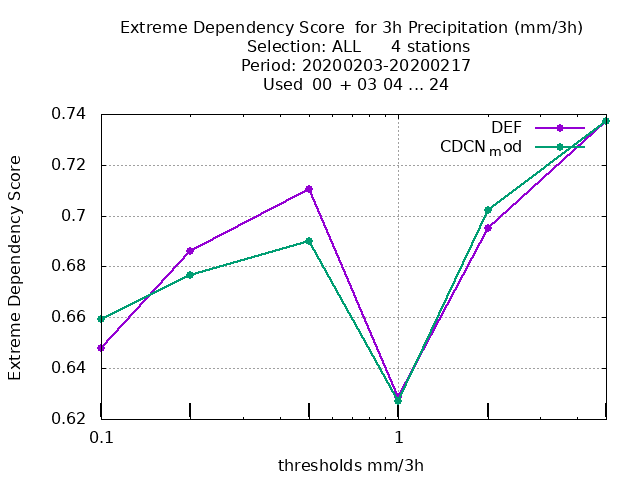 Extreme Dependency Score  for 3h Precipitation (mm/3h)
Selection: ALL      4 stations
Period: 20200203-20200217
Used  00 + 03 04 ... 24
Extreme Dependency Score
0.74
0.72
0.7
0.68
0.66
0.64
0.62
DEF
CDCNmod
0.1
1
thresholds mm/3h